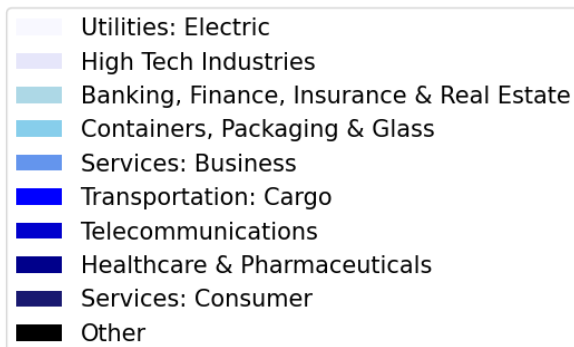 Utilities: Electric
High Tech Industries
Banking, Finance, Insurance & Real Estate
Containers, Packaging & Glass
Services: Business
Transportation: Cargo
Telecommunications
Healthcare & Pharmaceuticals
Services: Consumer
Other